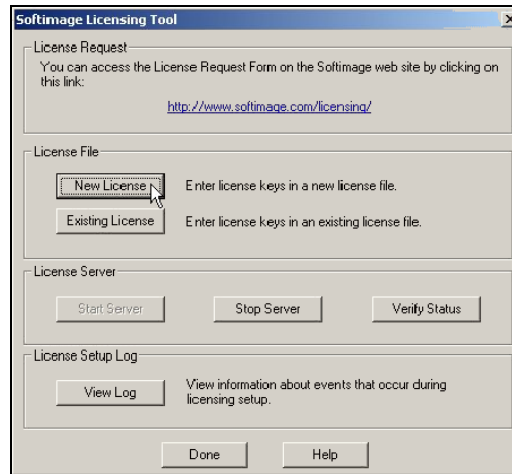 Softimage Licensing Tool
License Request
You can access the License Request Form on the Softimage web site by clicking on
this link:
http://www.softimage.com/licensing/
License File
New License
Enter license keys in a new license file.
Existing License
Enter license keys in an existing license file.
License Server
Start Server
Stop Server
Verify Status
License Setup Log
View Log
View information about events that occur during
licensing setup.
Done
Help